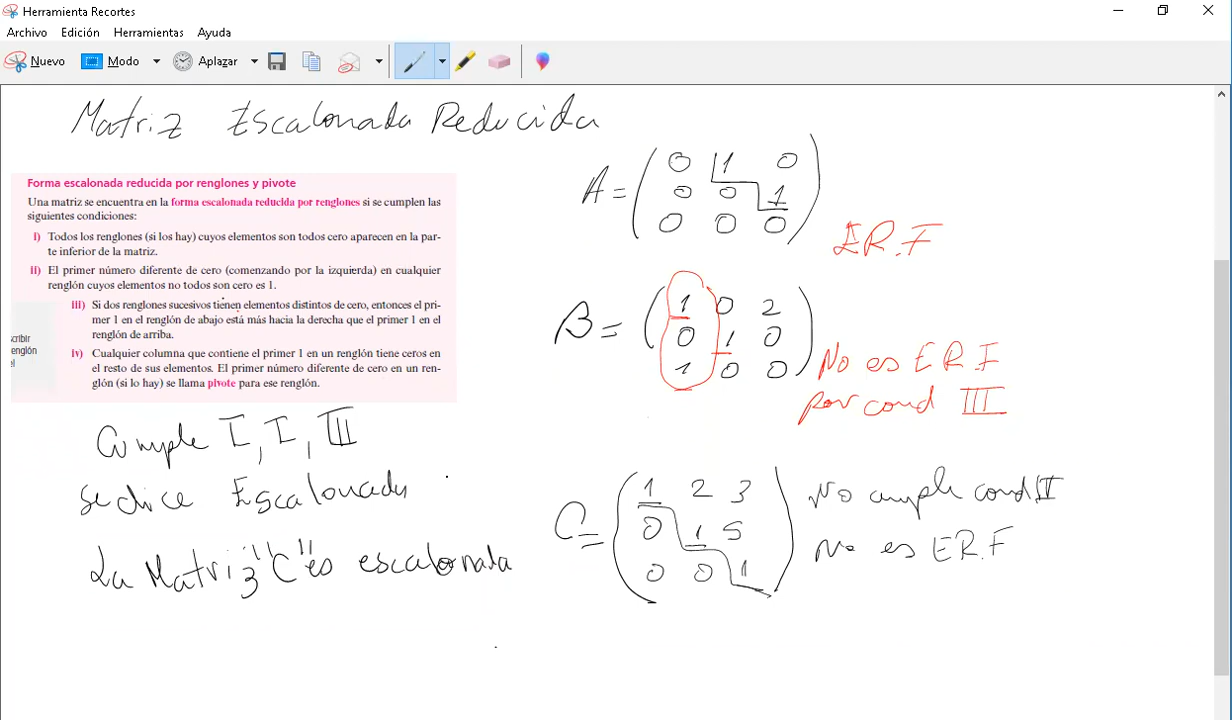 Herramienta Recortes
Archivo Edición Herramientas Ayuda
Nuevo Modo Aplazar
Matriz Escalonada Reducida
Forma escalonada reducida por renglones y pivote
Una matriz se encuentra en la forma escalonada reducida por renglones si se cumplen las
siguientes condiciones:
i) Todos los renglones (si los hay) cuyos elementos son todos cero aparecen en la par-
te inferior de la matriz.
ii) El primer número diferente de cero (comenzando por la izquierda) en cualquier
renglón cuyos elementos no todos son cero es 1.
iii) Si dos renglones sucesivos tienen elementos distintos de cero, entonces el pri-
mer 1 en el renglón de abajo está más hacia la derecha que el primer 1 en el
renglón de arriba.
iv) Cualquier columna que contiene el primer 1 en un renglón tiene ceros en
el resto de sus elementos. El primer número diferente de cero en un ren-
glón (si lo hay) se llama pivote para ese renglón.
cribir
englón
el
Cumple I, I, III
Se dice Escalonada
La Matriz "C" es escalonada
A = ( 0 1 0
0 0 1
0 0 0 )
E.R.F
B = ( 1 0 2
0 1 0
1 0 0 )
No es E R F
por cond III
C = ( 1 2 3
0 1 5
0 0 1 )
No cumple cond IV
No es E R.F